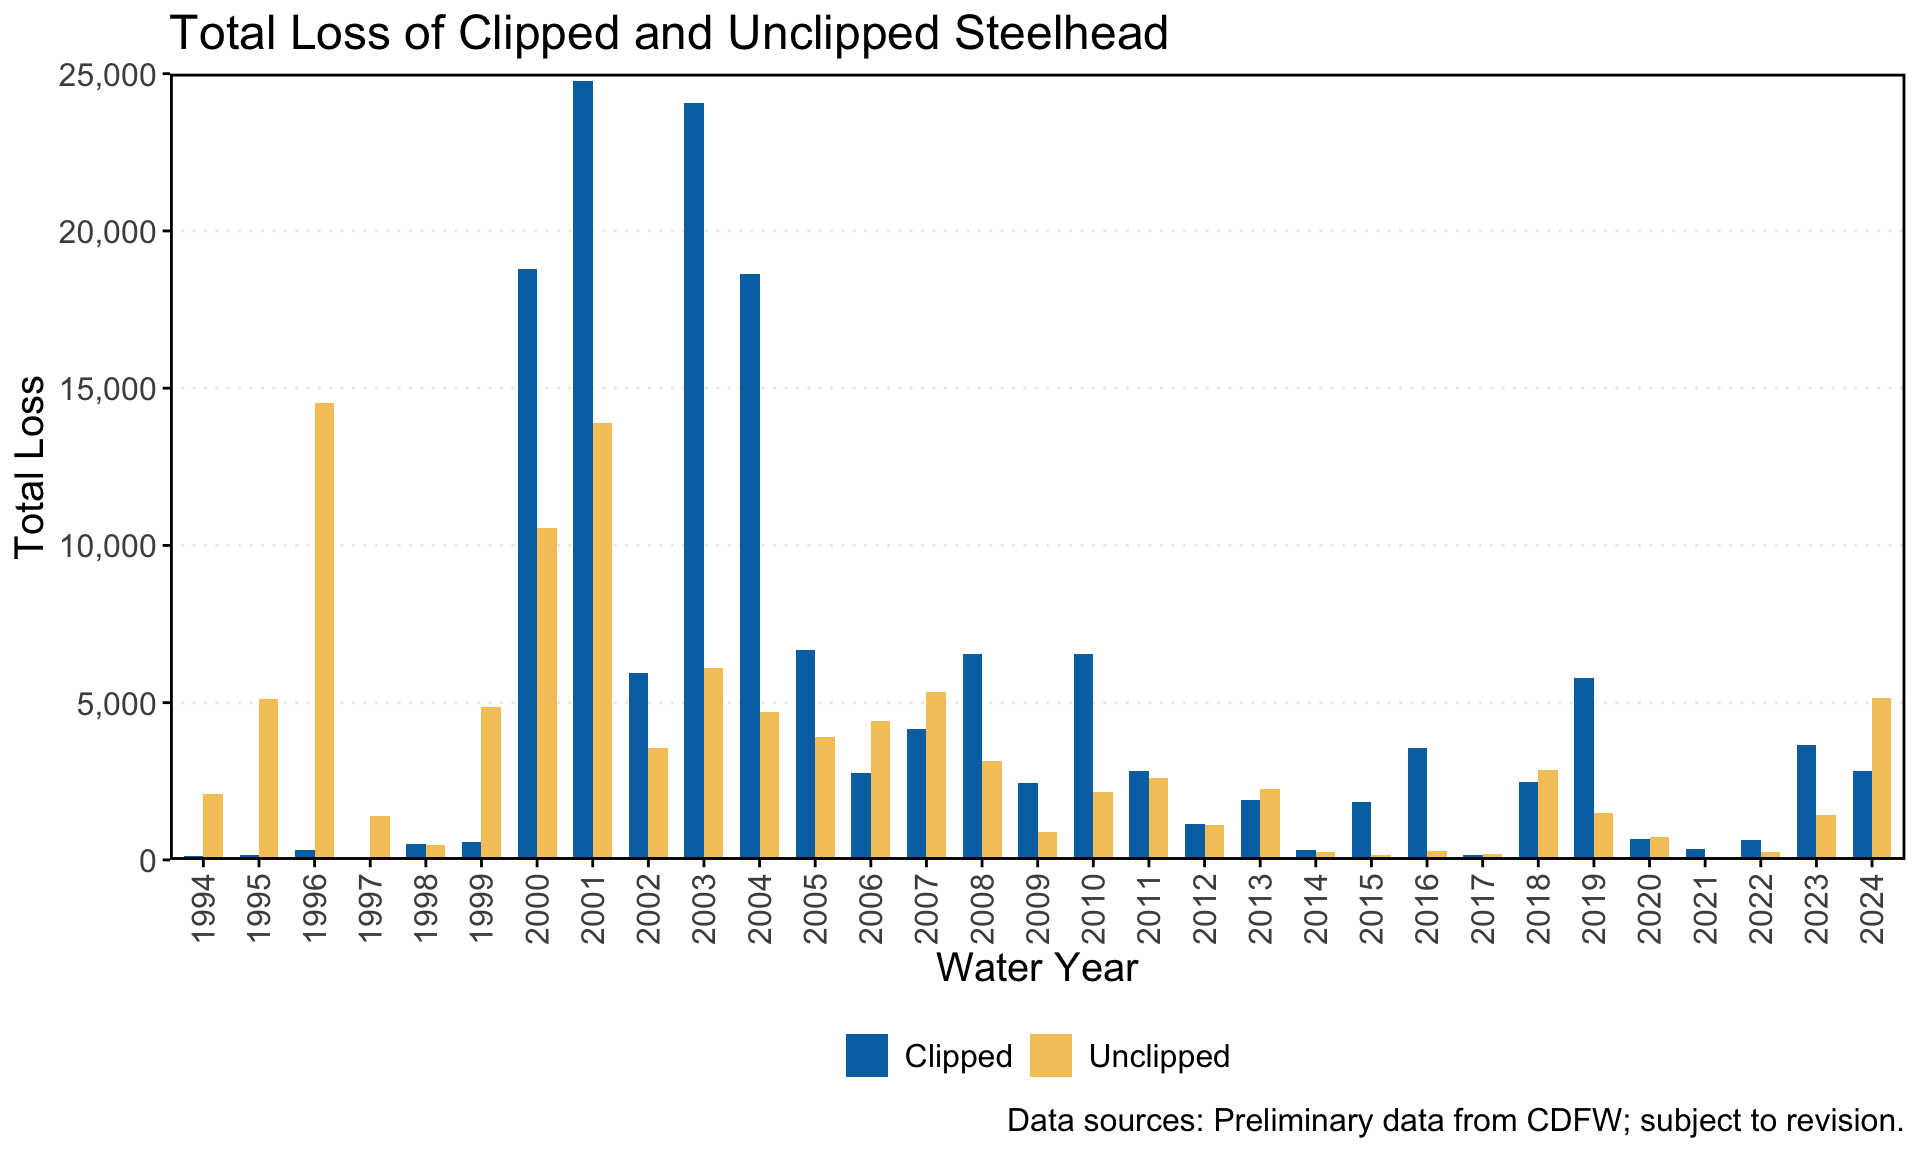 Total Loss of Clipped and Unclipped Steelhead
25,000
20,000
15,000
10,000
5,000
0
Total Loss
1994 1995 1996 1997 1998 1999 2000 2001 2002 2003 2004 2005 2006 2007 2008 2009 2010 2011 2012 2013 2014 2015 2016 2017 2018 2019 2020 2021 2022 2023 2024
Water Year
Clipped Unclipped
Data sources: Preliminary data from CDFW; subject to revision.